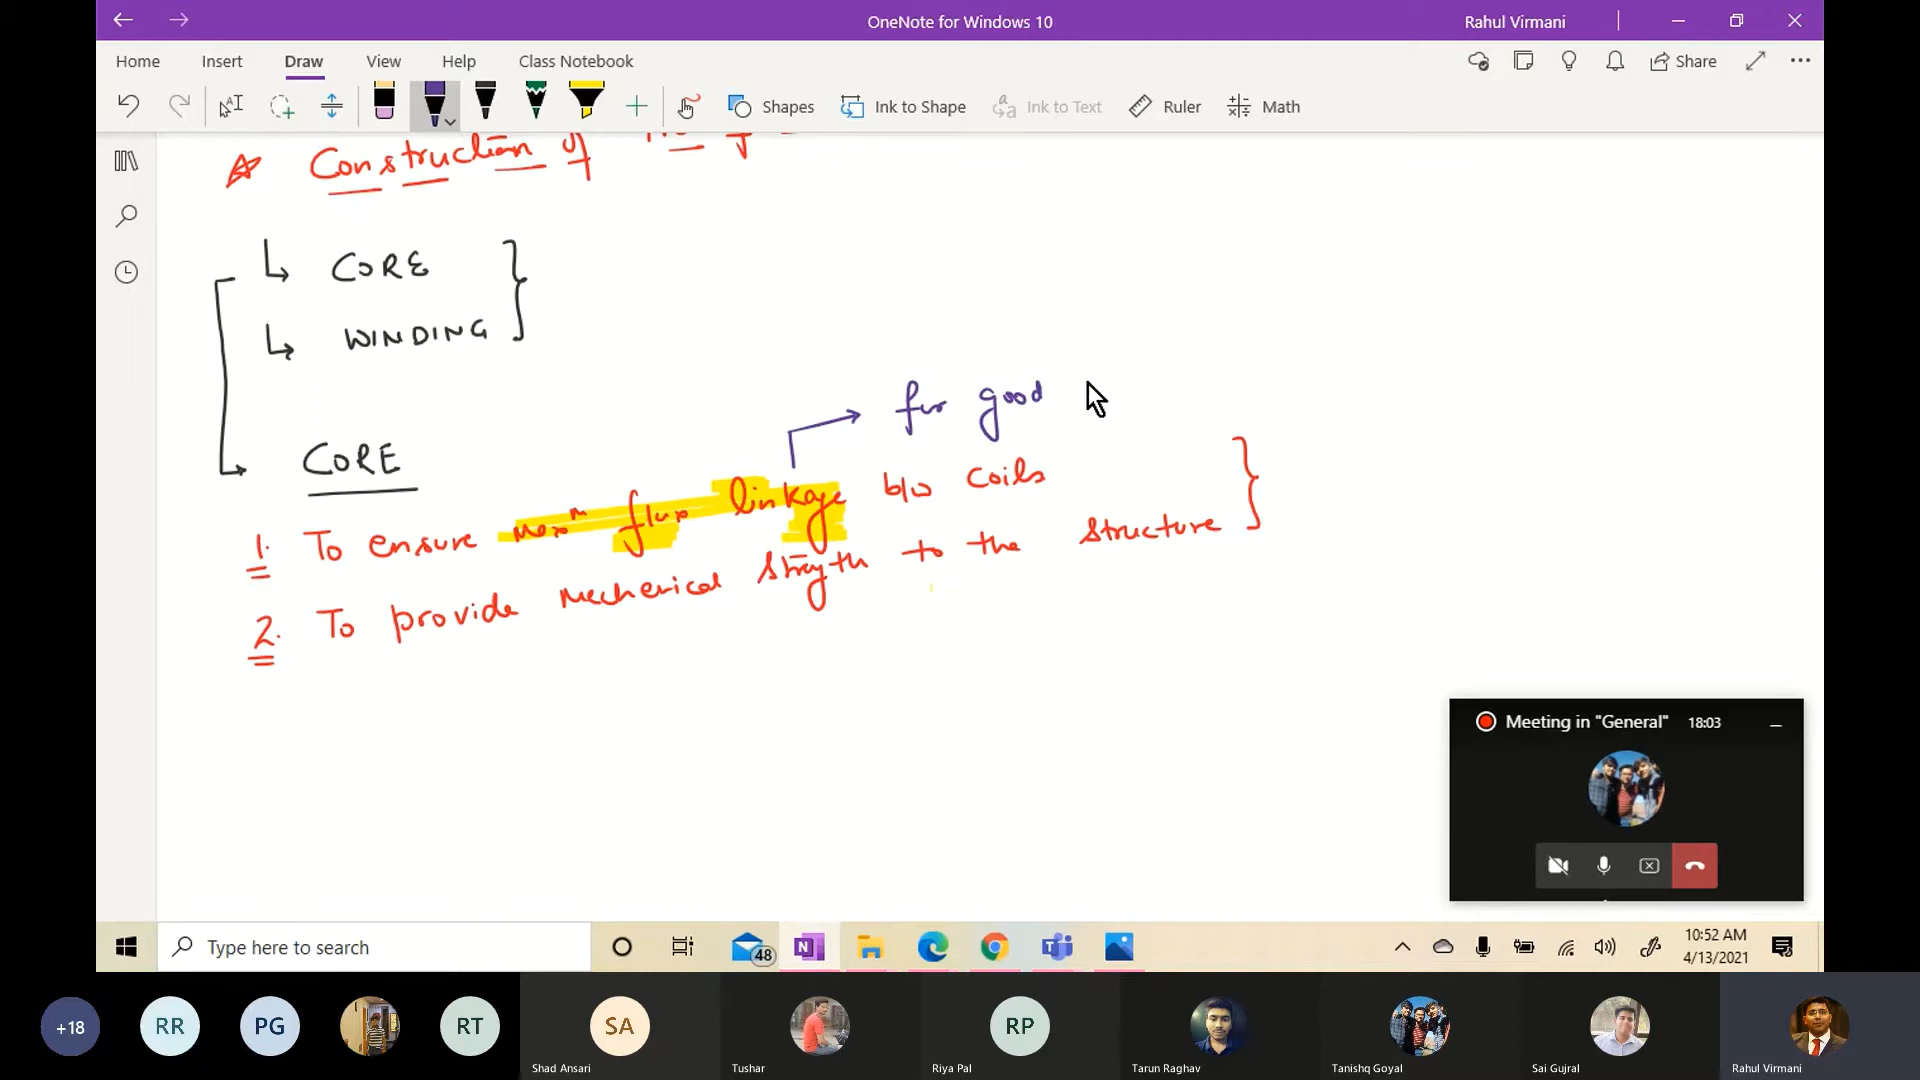 OneNote for Windows 10 Rahul Virmani
Home Insert Draw View Help Class Notebook Share
Shapes Ink to Shape Ink to Text Ruler Math
Construction of
CORE
WINDING
for good
CORE
1. To ensure maxm flux linkage b/w coils
2. To provide mechanical strength to the structure
Meeting in "General" 18:03
Type here to search
48
10:52 AM
4/13/2021
+18 RR PG RT SA RP
Shad Ansari Tushar Riya Pal Tarun Raghav Tanishq Goyal Sai Gujral Rahul Virmani